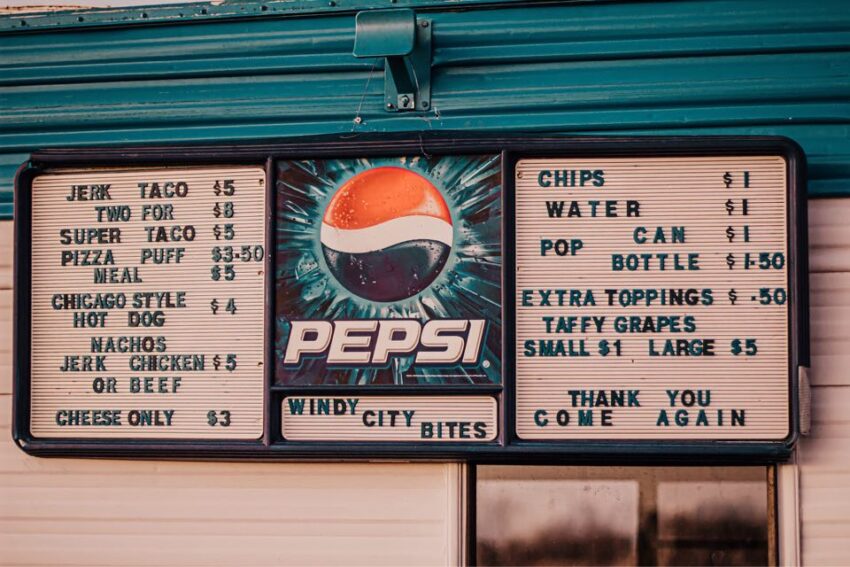 JERK TACO $5
TWO FOR $8
SUPER TACO $5
PIZZA PUFF $3-50
MEAL $5
CHICAGO STYLE
HOT DOG $4
NACHOS
JERK CHICKEN $5
OR BEEF
CHEESE ONLY $3
PEPSI
WINDY
CITY
BITES
CHIPS $1
WATER $1
POP CAN $1
BOTTLE $1-50
EXTRA TOPPINGS $-50
TAFFY GRAPES
SMALL $1 LARGE $5
THANK YOU
COME AGAIN